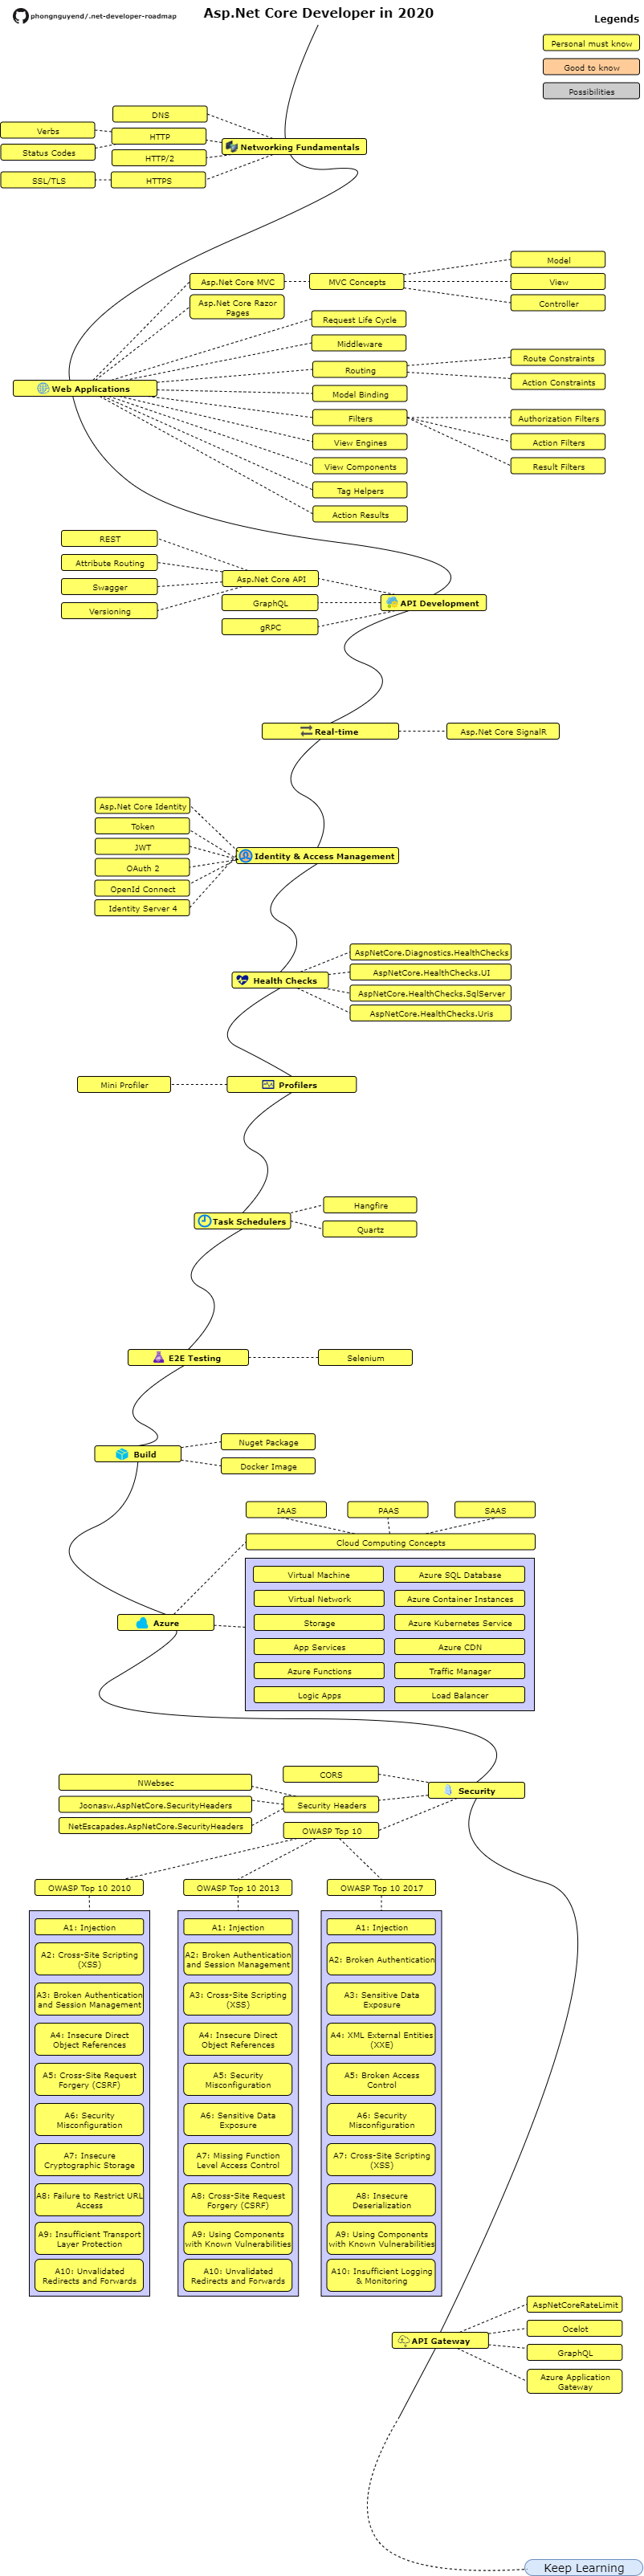 Asp.Net Core Developer in 2020
phongnguyend/.net-developer-roadmap
Legends
Personal must know
Good to know
Possibilities
DNS
Verbs
HTTP
Status Codes
HTTP/2
SSL/TLS
HTTPS
Networking Fundamentals
Asp.Net Core MVC
MVC Concepts
Model
View
Controller
Asp.Net Core Razor
Pages
Request Life Cycle
Middleware
Routing
Route Constraints
Action Constraints
Web Applications
Model Binding
Filters
Authorization Filters
Action Filters
Result Filters
View Engines
View Components
Tag Helpers
Action Results
REST
Attribute Routing
Swagger
Versioning
Asp.Net Core API
GraphQL
gRPC
API Development
Real-time
Asp.Net Core SignalR
Asp.Net Core Identity
Token
JWT
OAuth 2
OpenId Connect
Identity Server 4
Identity & Access Management
Health Checks
AspNetCore.Diagnostics.HealthChecks
AspNetCore.HealthChecks.UI
AspNetCore.HealthChecks.SqlServer
AspNetCore.HealthChecks.Uris
Mini Profiler
Profilers
Task Schedulers
Hangfire
Quartz
E2E Testing
Selenium
Build
Nuget Package
Docker Image
IAAS
PAAS
SAAS
Cloud Computing Concepts
Azure
Virtual Machine
Azure SQL Database
Virtual Network
Azure Container Instances
Storage
Azure Kubernetes Service
App Services
Azure CDN
Azure Functions
Traffic Manager
Logic Apps
Load Balancer
CORS
Security
NWebsec
Joonasw.AspNetCore.SecurityHeaders
NetEscapades.AspNetCore.SecurityHeaders
Security Headers
OWASP Top 10
OWASP Top 10 2010
A1: Injection
A2: Cross-Site Scripting
(XSS)
A3: Broken Authentication
and Session Management
A4: Insecure Direct
Object References
A5: Cross-Site Request
Forgery (CSRF)
A6: Security
Misconfiguration
A7: Insecure
Cryptographic Storage
A8: Failure to Restrict URL
Access
A9: Insufficient Transport
Layer Protection
A10: Unvalidated
Redirects and Forwards
OWASP Top 10 2013
A1: Injection
A2: Broken Authentication
and Session Management
A3: Cross-Site Scripting
(XSS)
A4: Insecure Direct
Object References
A5: Security
Misconfiguration
A6: Sensitive Data
Exposure
A7: Missing Function
Level Access Control
A8: Cross-Site Request
Forgery (CSRF)
A9: Using Components
with Known Vulnerabilities
A10: Unvalidated
Redirects and Forwards
OWASP Top 10 2017
A1: Injection
A2: Broken Authentication
A3: Sensitive Data
Exposure
A4: XML External Entities
(XXE)
A5: Broken Access
Control
A6: Security
Misconfiguration
A7: Cross-Site Scripting
(XSS)
A8: Insecure
Deserialization
A9: Using Components
with Known Vulnerabilities
A10: Insufficient Logging
& Monitoring
API Gateway
AspNetCoreRateLimit
Ocelot
GraphQL
Azure Application
Gateway
Keep Learning